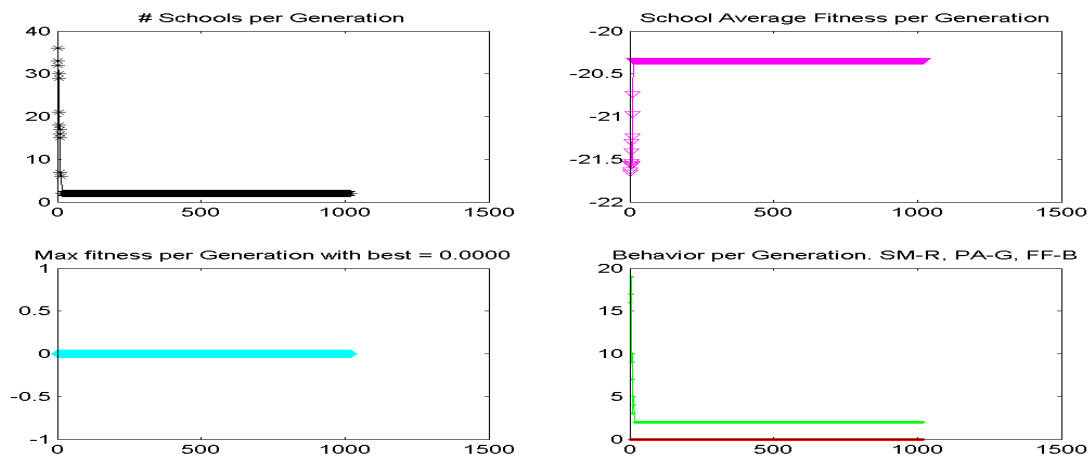 # Schools per Generation
40
30
20
10
0
0 500 1000 1500
School Average Fitness per Generation
-20
-20.5
-21
-21.5
-22
0 500 1000 1500
Max fitness per Generation with best = 0.0000
1
0.5
0
-0.5
-1
0 500 1000 1500
Behavior per Generation. SM-R, PA-G, FF-B
20
15
10
5
0
0 500 1000 1500